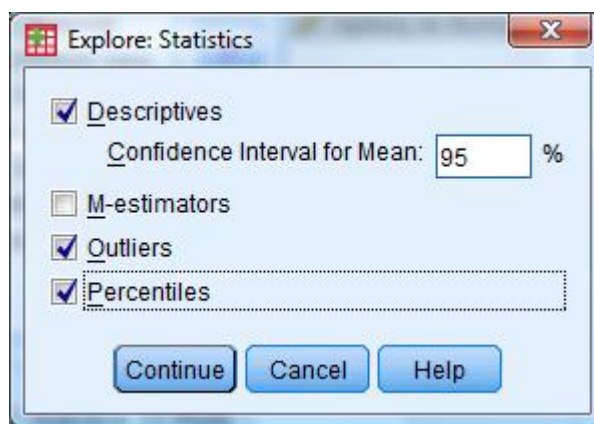 Explore: Statistics
Descriptives
Confidence Interval for Mean: 95 %
M-estimators
Outliers
Percentiles
Continue Cancel Help